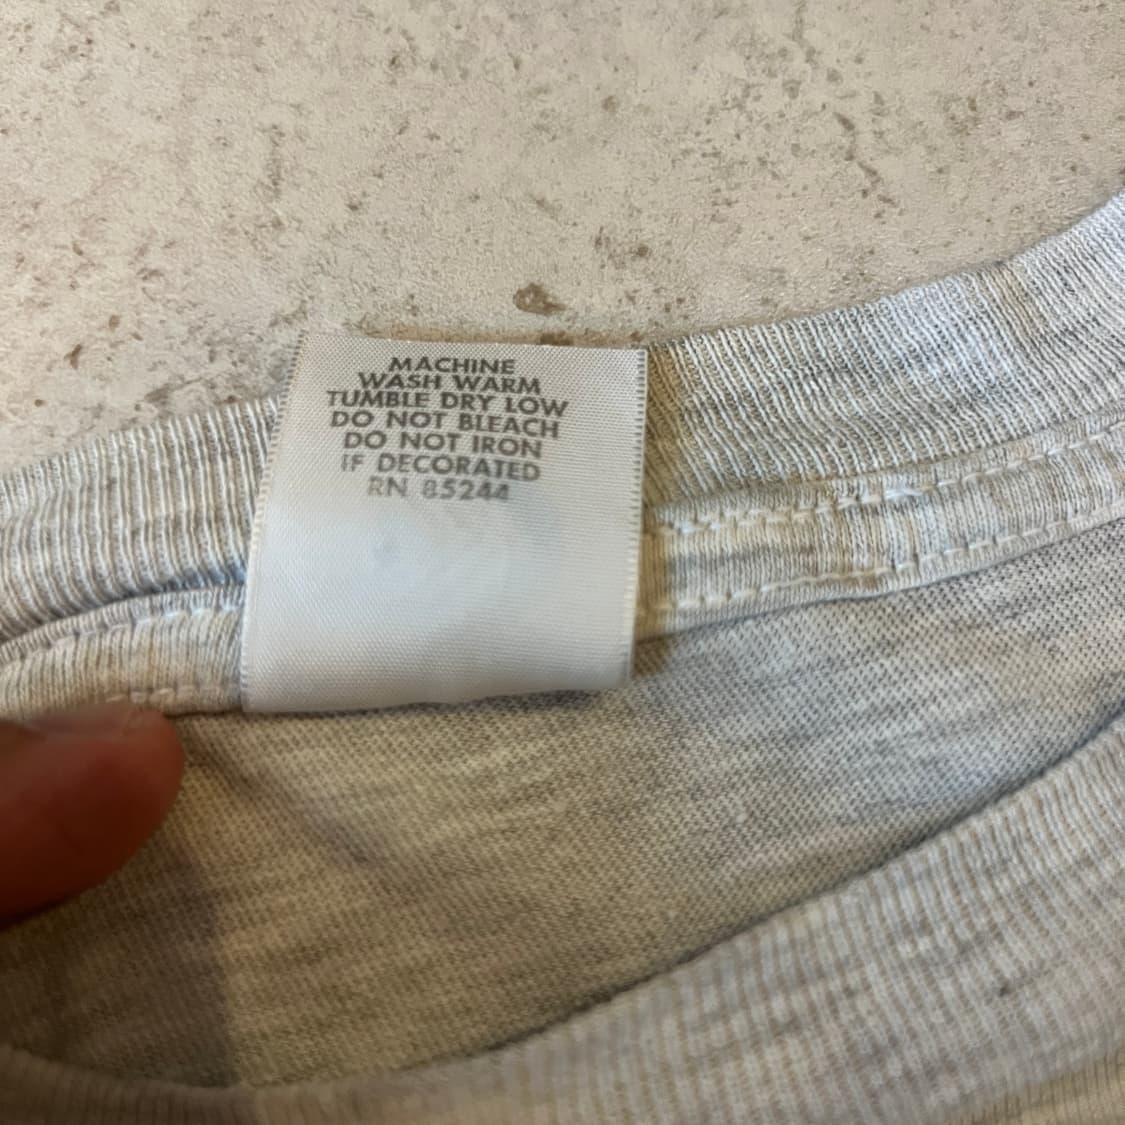 MACHINE
WASH WARM
TUMBLE DRY LOW
DO NOT BLEACH
DO NOT IRON
IF DECORATED
RN 85244